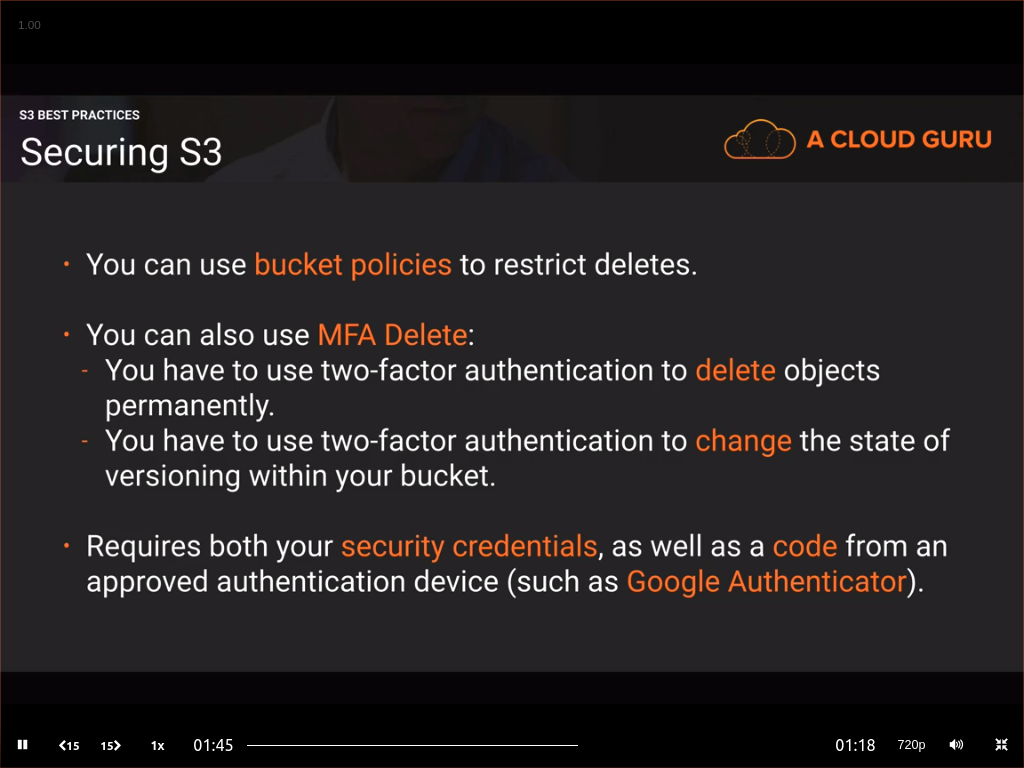 1.00
S3 BEST PRACTICES
Securing S3
A CLOUD GURU
• You can use bucket policies to restrict deletes.
• You can also use MFA Delete:
- You have to use two-factor authentication to delete objects
permanently.
- You have to use two-factor authentication to change the state of
versioning within your bucket.
• Requires both your security credentials, as well as a code from an
approved authentication device (such as Google Authenticator).
15 15 1x 01:45 01:18 720p